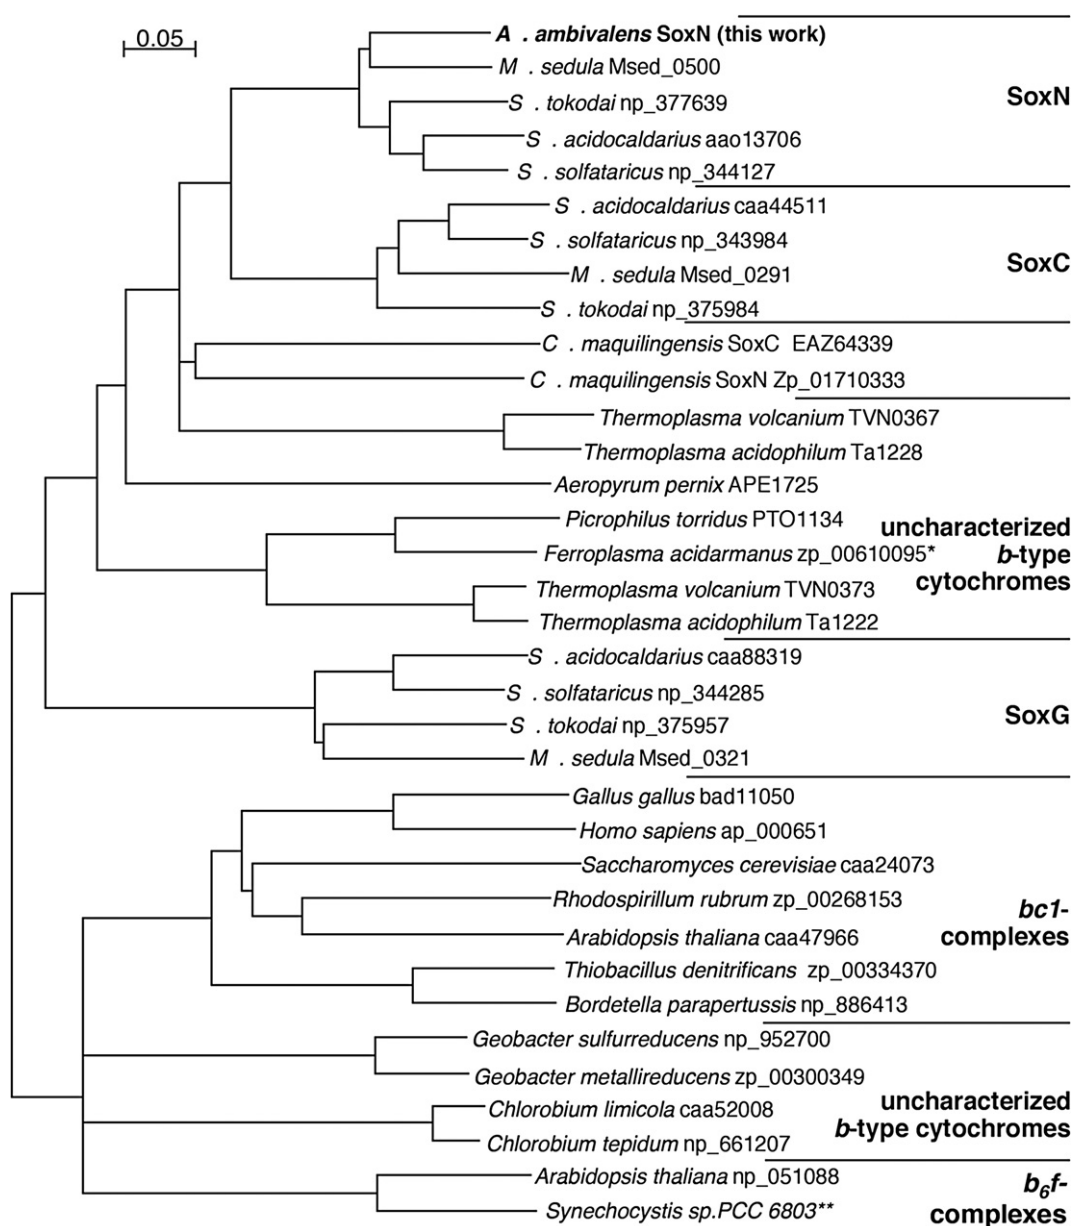 0.05
A . ambivalens SoxN (this work)
M . sedula Msed_0500
SoxN
S . tokodai np_377639
S . acidocaldarius aao13706
S . solfataricus np_344127
S . acidocaldarius caa44511
S . solfataricus np_343984
SoxC
M . sedula Msed_0291
S . tokodai np_375984
C . maquilingensis SoxC EAZ64339
C . maquilingensis SoxN Zp_01710333
Thermoplasma volcanium TVN0367
Thermoplasma acidophilum Ta1228
Aeropyrum pernix APE1725
Picrophilus torridus PTO1134
uncharacterized
b-type
cytochromes
Ferroplasma acidarmanus zp_00610095*
Thermoplasma volcanium TVN0373
Thermoplasma acidophilum Ta1222
S . acidocaldarius caa88319
S . solfataricus np_344285
SoxG
S . tokodai np_375957
M . sedula Msed_0321
Gallus gallus bad11050
Homo sapiens ap_000651
Saccharomyces cerevisiae caa24073
Rhodospirillum rubrum zp_00268153
bc1-
complexes
Arabidopsis thaliana caa47966
Thiobacillus denitrificans zp_00334370
Bordetella parapertussis np_886413
Geobacter sulfurreducens np_952700
Geobacter metallireducens zp_00300349
uncharacterized
b-type cytochromes
Chlorobium limicola caa52008
Chlorobium tepidum np_661207
Arabidopsis thaliana np_051088
b6f-
complexes
Synechocystis sp.PCC 6803**